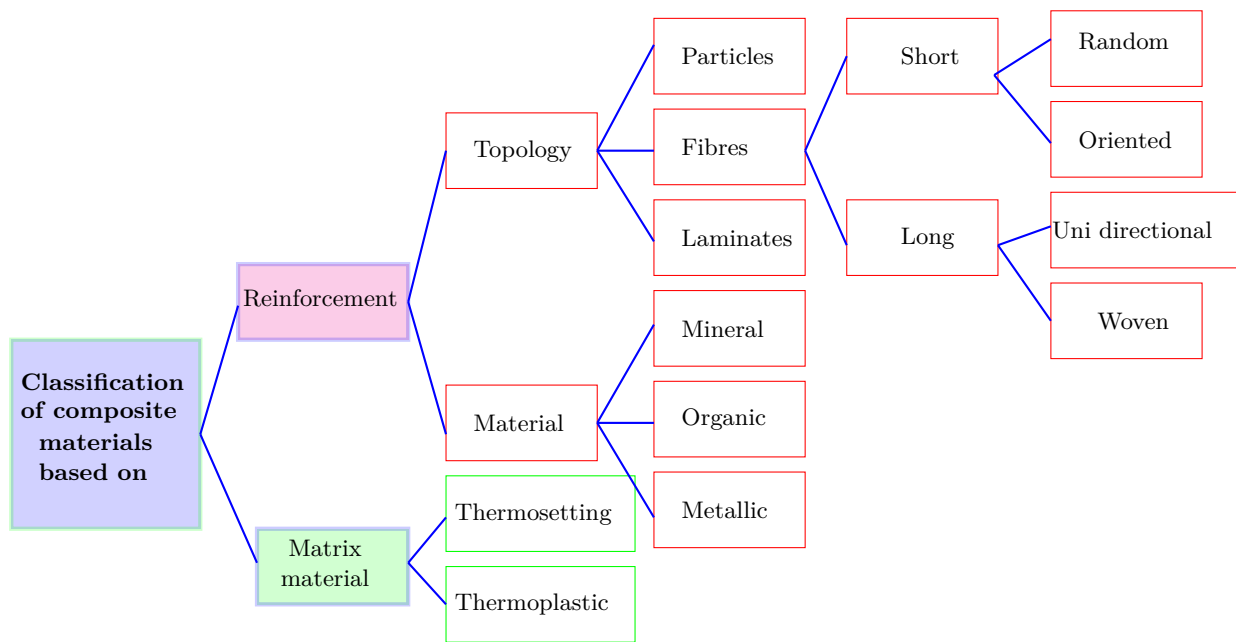 Classification
of composite
materials
based on
Reinforcement
Matrix
material
Topology
Material
Thermosetting
Thermoplastic
Particles
Fibres
Laminates
Mineral
Organic
Metallic
Short
Long
Random
Oriented
Uni directional
Woven